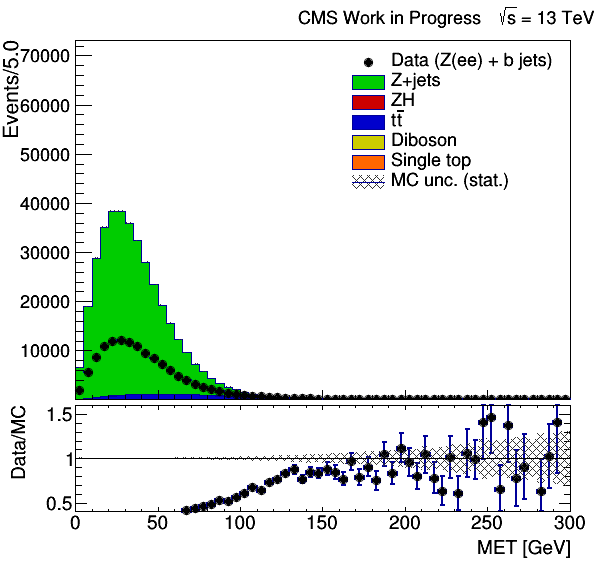 CMS Work in Progress √s = 13 TeV
Events/5.0
70000
60000
50000
40000
30000
20000
10000
Data (Z(ee) + b jets)
Z+jets
ZH
tt̅
Diboson
Single top
MC unc. (stat.)
Data/MC
1.5
1
0.5
0 50 100 150 200 250 300
MET [GeV]